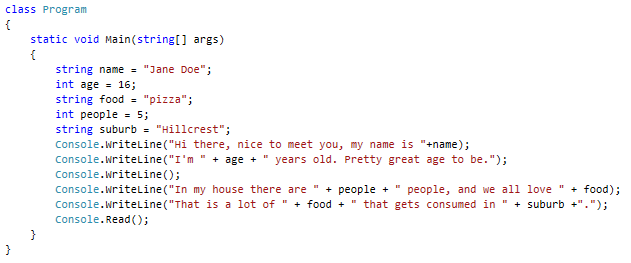 class Program
{
static void Main(string[] args)
{
string name = "Jane Doe";
int age = 16;
string food = "pizza";
int people = 5;
string suburb = "Hillcrest";
Console.WriteLine("Hi there, nice to meet you, my name is "+name);
Console.WriteLine("I'm " + age + " years old. Pretty great age to be.");
Console.WriteLine();
Console.WriteLine("In my house there are " + people + " people, and we all love " + food);
Console.WriteLine("That is a lot of " + food + " that gets consumed in " + suburb +".");
Console.Read();
}
}